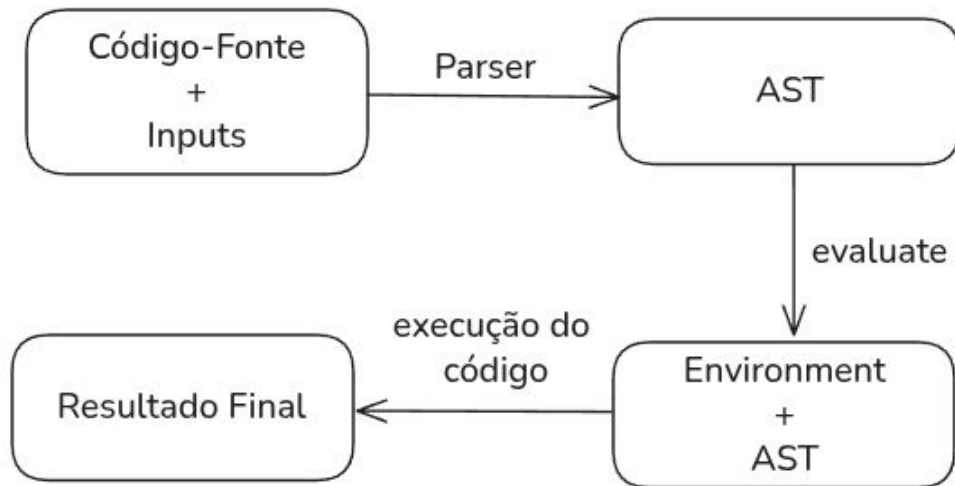 Código-Fonte
+
Inputs
Parser
AST
evaluate
Environment
+
AST
execução do
código
Resultado Final